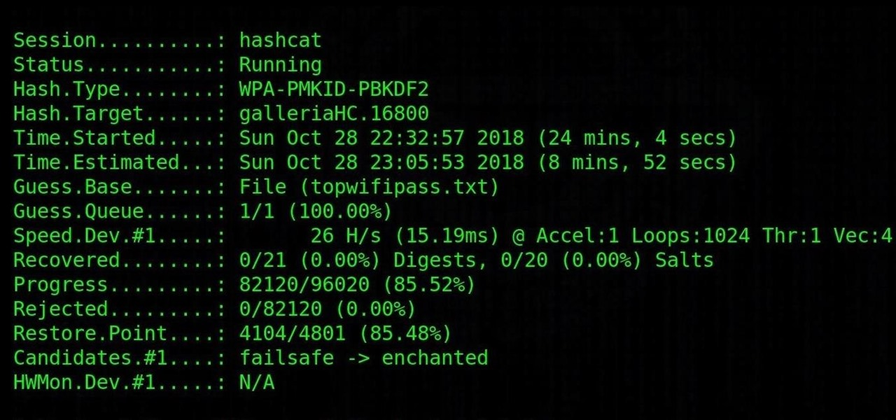 Session..........: hashcat
Status...........: Running
Hash.Type........: WPA-PMKID-PBKDF2
Hash.Target......: galleriaHC.16800
Time.Started.....: Sun Oct 28 22:32:57 2018 (24 mins, 4 secs)
Time.Estimated...: Sun Oct 28 23:05:53 2018 (8 mins, 52 secs)
Guess.Base.......: File (topwifipass.txt)
Guess.Queue......: 1/1 (100.00%)
Speed.Dev.#1.....:       26 H/s (15.19ms) @ Accel:1 Loops:1024 Thr:1 Vec:4
Recovered........: 0/21 (0.00%) Digests, 0/20 (0.00%) Salts
Progress.........: 82120/96020 (85.52%)
Rejected.........: 0/82120 (0.00%)
Restore.Point....: 4104/4801 (85.48%)
Candidates.#1....: failsafe -> enchanted
HWMon.Dev.#1.....: N/A